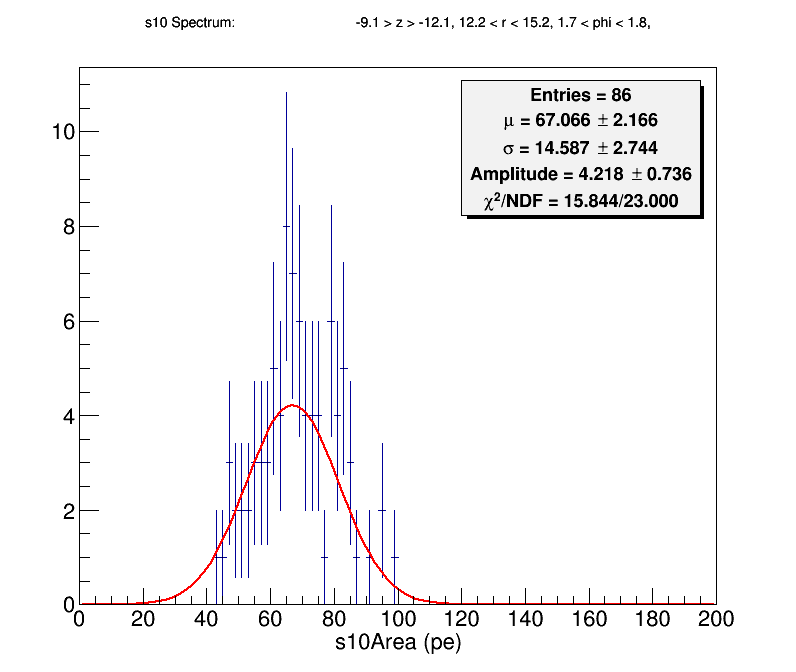 s10 Spectrum: -9.1 > z > -12.1, 12.2 < r < 15.2, 1.7 < phi < 1.8,
Entries = 86
μ = 67.066 ± 2.166
σ = 14.587 ± 2.744
Amplitude = 4.218 ± 0.736
χ²/NDF = 15.844/23.000
10
8
6
4
2
0
0 20 40 60 80 100 120 140 160 180 200
s10Area (pe)